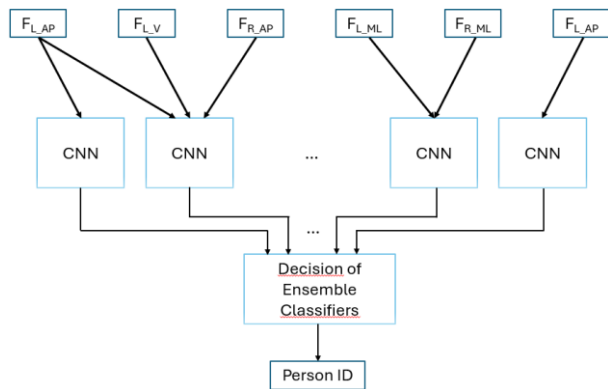 F_L_AP
F_L_V
F_R_AP
F_L_ML
F_R_ML
F_L_AP
CNN
CNN
...
CNN
CNN
...
Decision of
Ensemble
Classifiers
Person ID